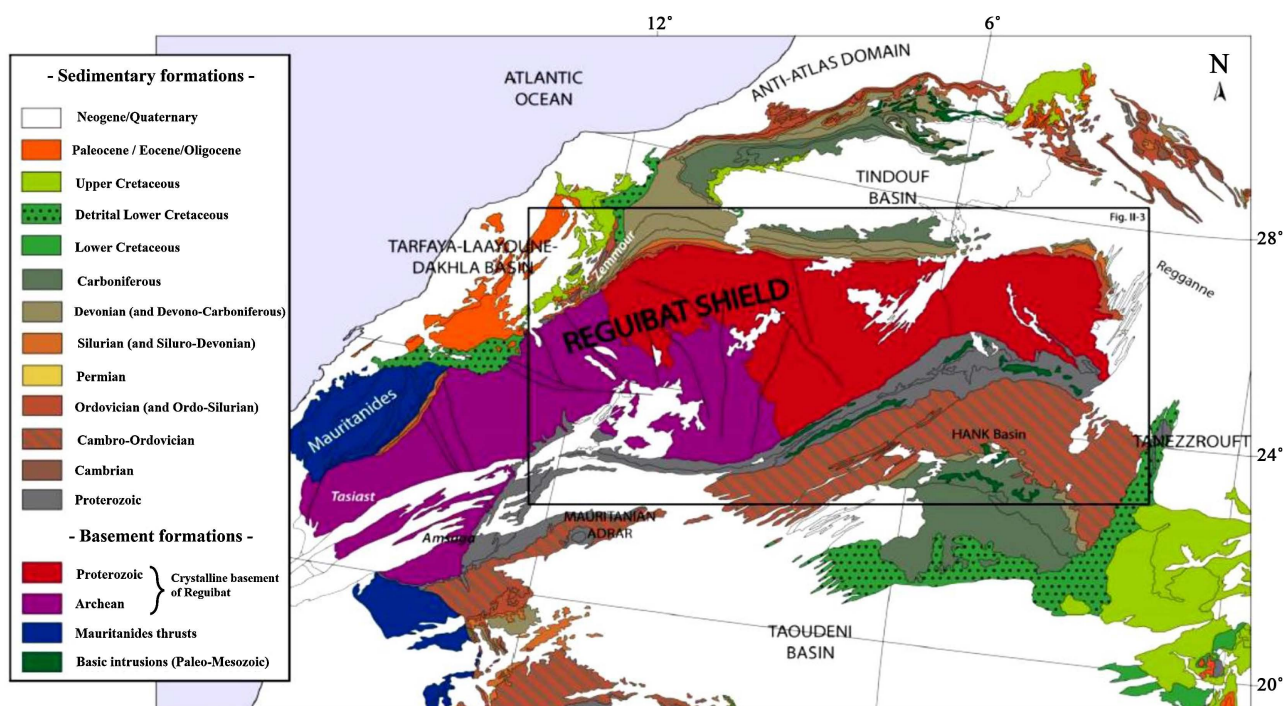 12°
6°
N
ATLANTIC
OCEAN
ANTI-ATLAS DOMAIN
- Sedimentary formations -
Neogene/Quaternary
Paleocene / Eocene/Oligocene
Upper Cretaceous
Detrital Lower Cretaceous
Lower Cretaceous
Carboniferous
Devonian (and Devono-Carboniferous)
Silurian (and Siluro-Devonian)
Permian
Ordovician (and Ordo-Silurian)
Cambro-Ordovician
Cambrian
Proterozoic
- Basement formations -
Proterozoic
Archean
Crystalline basement
of Reguibat
Mauritanides thrusts
Basic intrusions (Paleo-Mesozoic)
TINDOUF
BASIN
Fig. II-3
28°
TARFAYA-LAAYOUNE-
DAKHLA BASIN
Zemmour
Reggane
REGUIBAT SHIELD
Mauritanides
HANK Basin
TANEZZROUFT
24°
Tasiast
Amsaga
MAURITANIAN
ADRAR
TAOUDENI
BASIN
20°